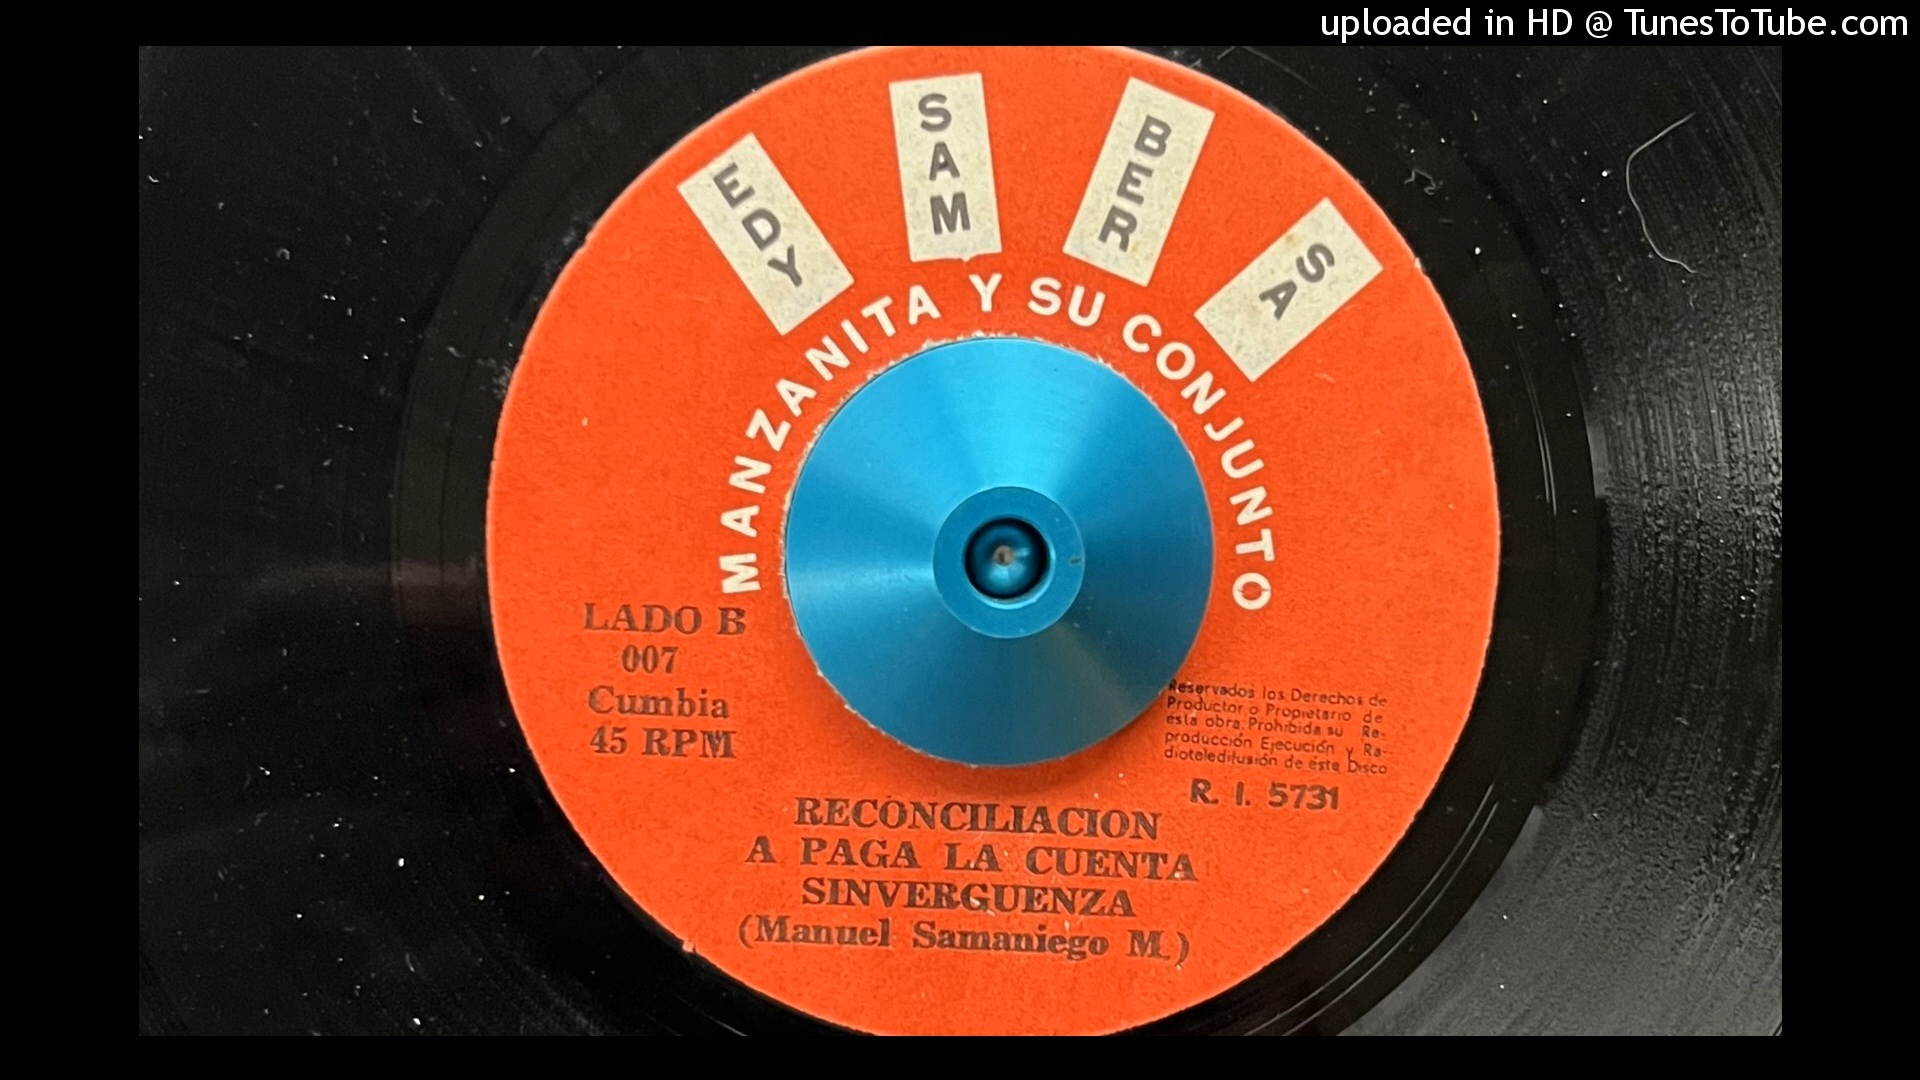 uploaded in HD @ TunesToTube.com
EDY
SAM
BER
SA
MANZANITA Y SU CONJUNTO
LADO B
007
Cumbia
45 RPM
Reservados los Derechos de
Productor o Propietario de
esta obra. Prohibida su Re-
producción Ejecución y Ra-
dioteledifusión de este Disco
R. I. 5731
RECONCILIACION
A PAGA LA CUENTA
SINVERGUENZA
(Manuel Samaniego M.)